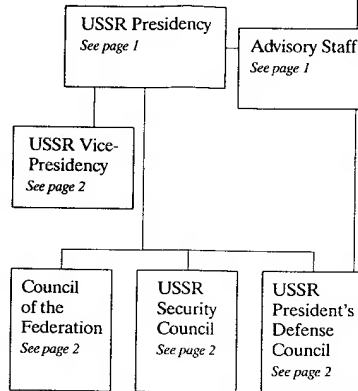 USSR Presidency
See page 1
Advisory Staff
See page 1
USSR Vice-
Presidency
See page 2
Council
of the
Federation
See page 2
USSR
Security
Council
See page 2
USSR
President's
Defense
Council
See page 2